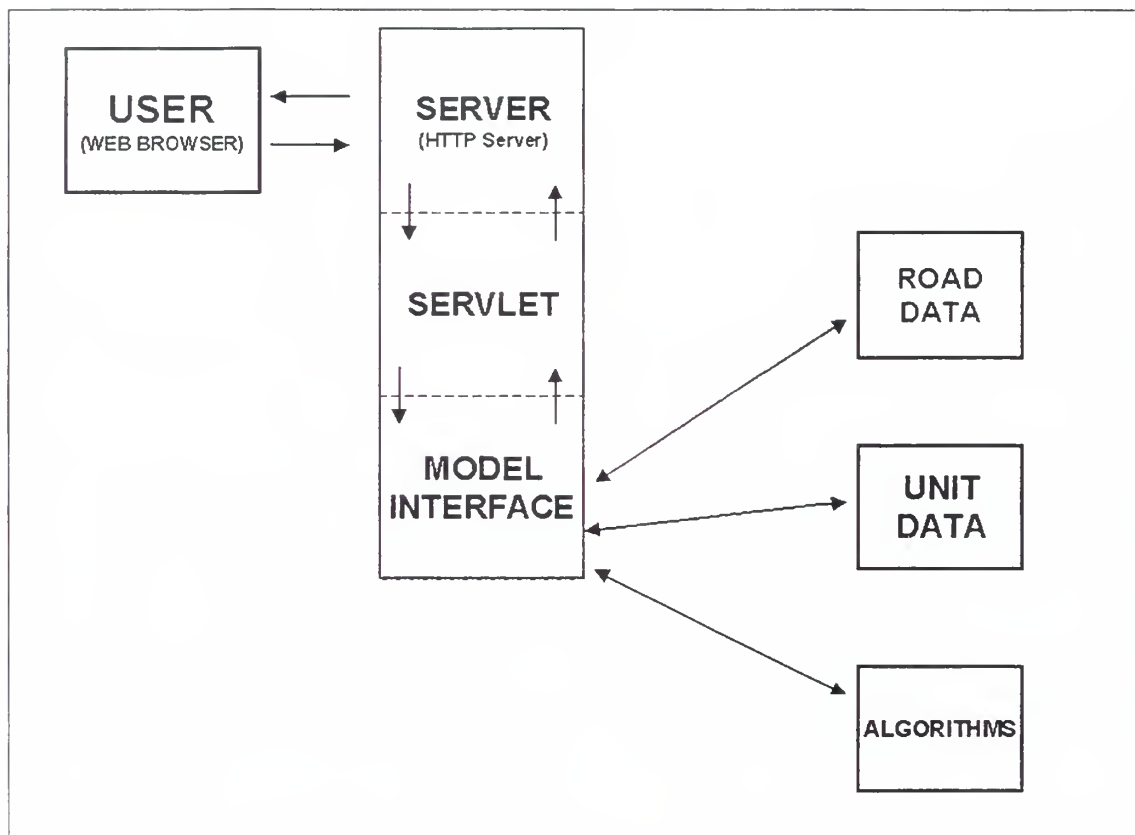 USER
(WEB BROWSER)
SERVER
(HTTP Server)
SERVLET
MODEL
INTERFACE
ROAD
DATA
UNIT
DATA
ALGORITHMS